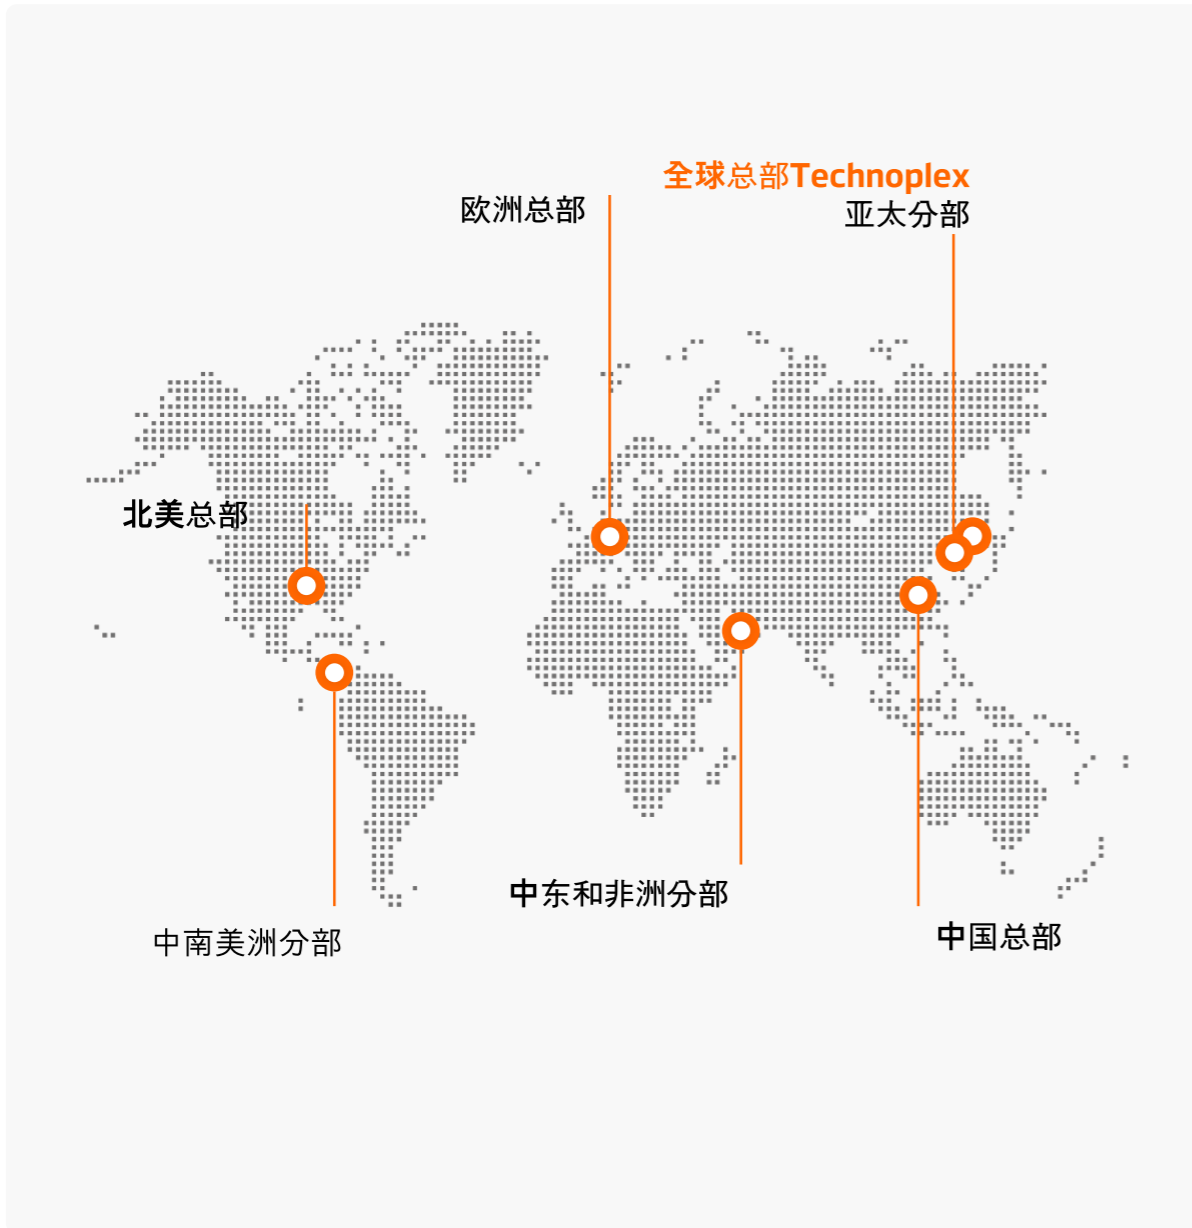 全球总部Technoplex
欧洲总部
亚太分部
北美总部
中东和非洲分部
中南美洲分部
中国总部